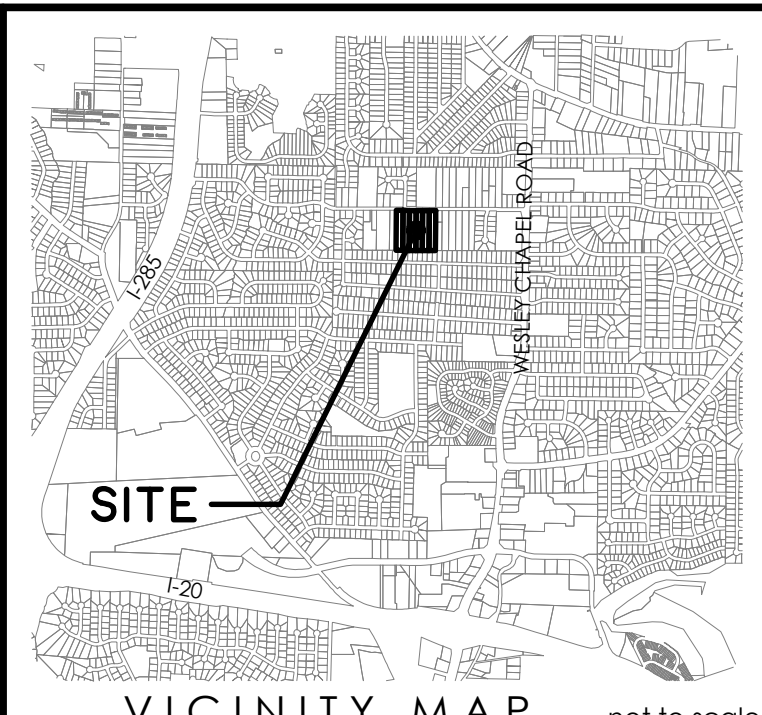 WESLEY CHAPEL ROAD
I-285
SITE
I-20
VICINITY MAP
not to scale